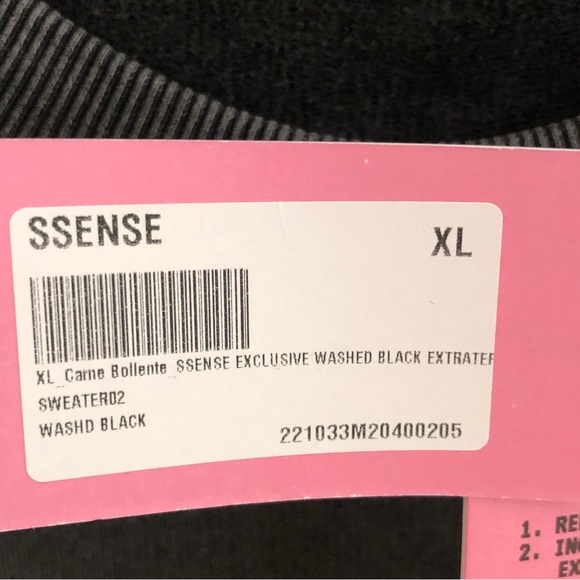 SSENSE
XL
XL_Carne Bollente_SSENSE EXCLUSIVE WASHED BLACK EXTRATER
SWEATER02
WASHD BLACK
221033M20400205
1. RE
2. INC
EX